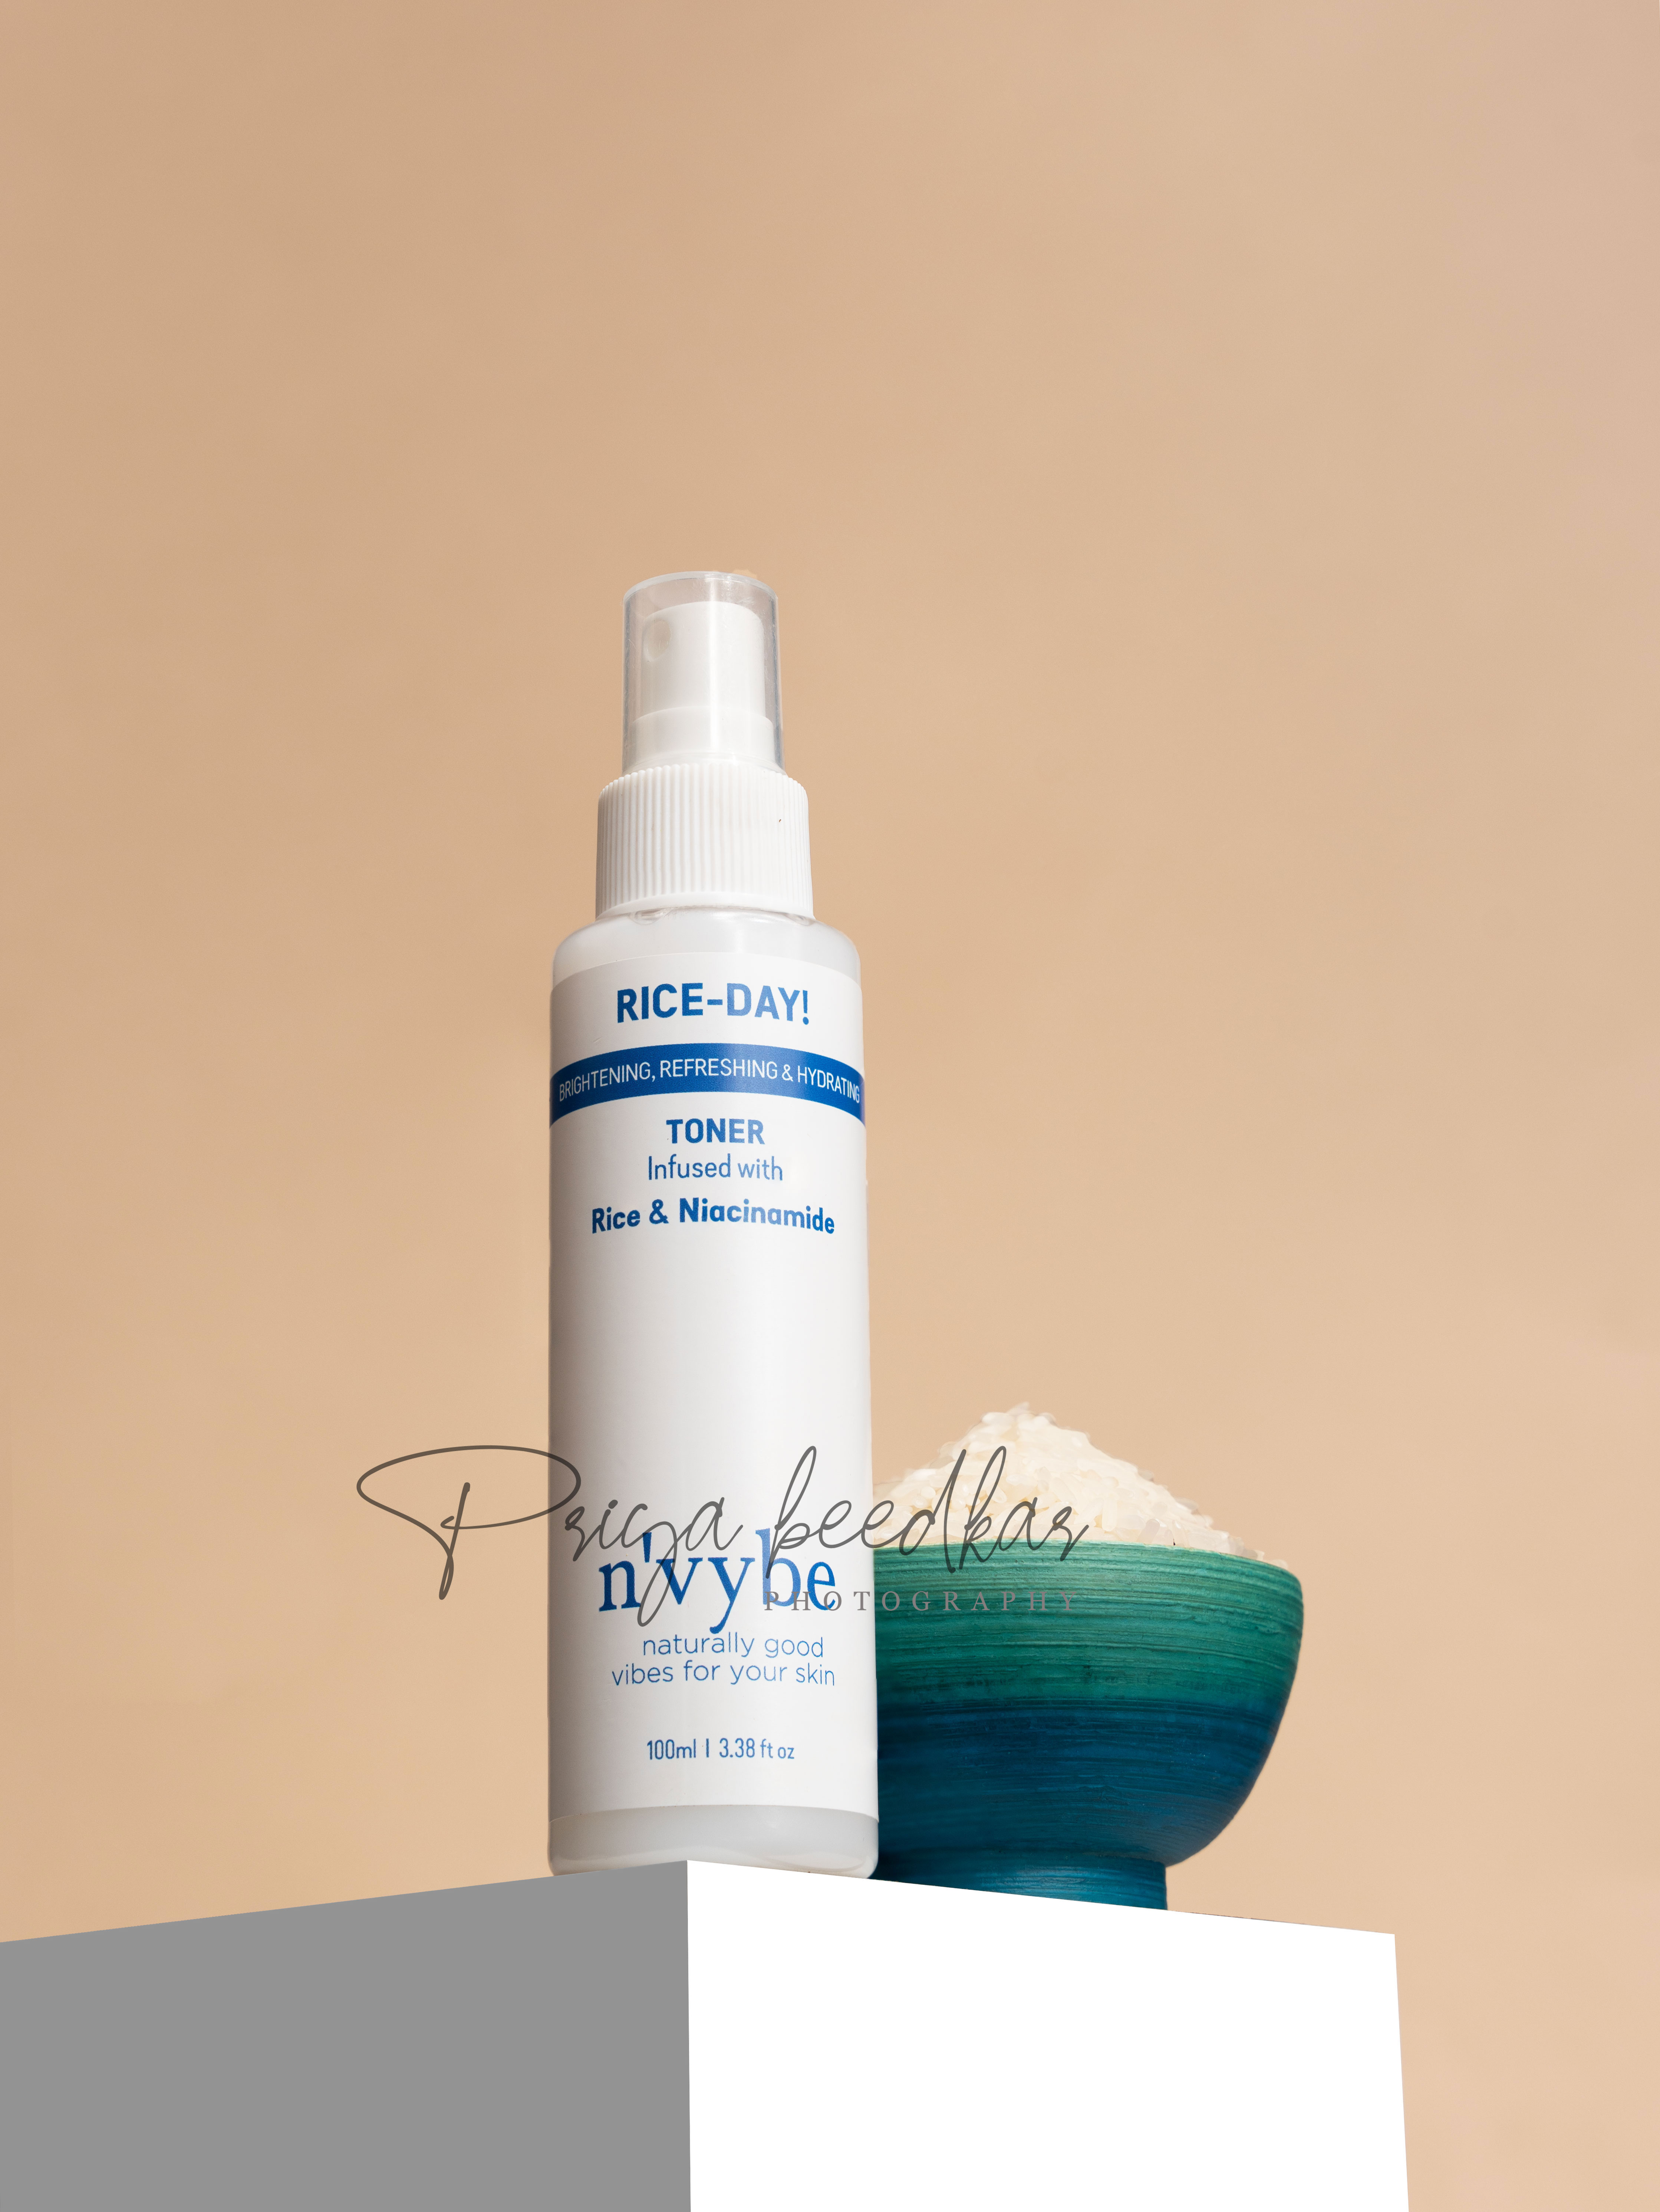 RICE-DAY!
BRIGHTENING, REFRESHING & HYDRATING
TONER
Infused with
Rice & Niacinamide
Priya beedkar
n'vybe
PHOTOGRAPHY
naturally good
vibes for your skin
100ml | 3.38 ft oz